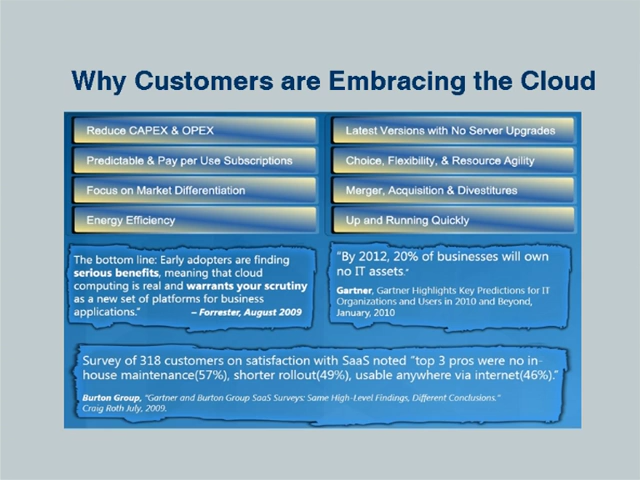 Why Customers are Embracing the Cloud
Reduce CAPEX & OPEX
Predictable & Pay per Use Subscriptions
Focus on Market Differentiation
Energy Efficiency
Latest Versions with No Server Upgrades
Choice, Flexibility, & Resource Agility
Merger, Acquisition & Divestitures
Up and Running Quickly
The bottom line: Early adopters are finding
serious benefits, meaning that cloud
computing is real and warrants your scrutiny
as a new set of platforms for business
applications.”
– Forrester, August 2009
“By 2012, 20% of businesses will own
no IT assets.”
Gartner, Gartner Highlights Key Predictions for IT
Organizations and Users in 2010 and Beyond,
January, 2010
Survey of 318 customers on satisfaction with SaaS noted “top 3 pros were no in-
house maintenance(57%), shorter rollout(49%), usable anywhere via internet(46%).”
Burton Group, “Gartner and Burton Group SaaS Surveys: Same High-Level Findings, Different Conclusions.”
Craig Roth July, 2009.